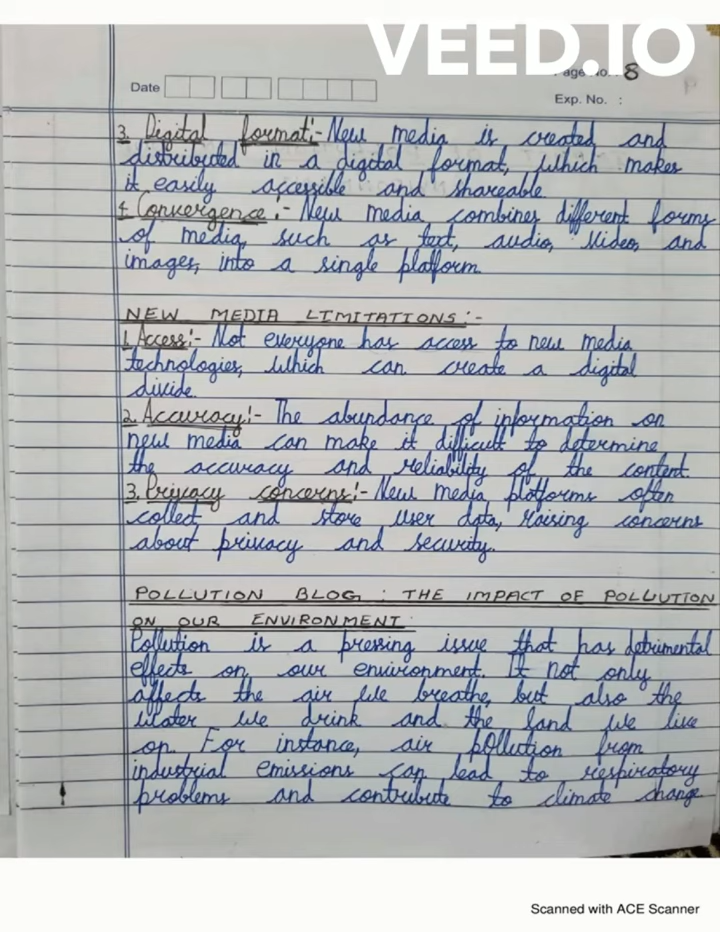 VEED.IO
Date
Page No. 8
Exp. No. :
3. Digital format:- New media is created and
distributed in a digital format, which makes
it easily accessible and shareable
4. Convergence:- New media combines different forms
of media, such as text, audio, video, and
images, into a single platform.
NEW MEDIA LIMITATIONS:-
1. Access:- Not everyone has access to new media
technologies, which can create a digital
divide.
2. Accuracy:- The abundance of information on
new media can make it difficult to determine
the accuracy and reliability of the content.
3. Privacy concerns:- New media platforms often
collect and store user data, raising concerns
about privacy and security.
POLLUTION BLOG : THE IMPACT OF POLLUTION
ON OUR ENVIRONMENT
Pollution is a pressing issue that has detrimental
effects on our environment. It not only
affects the air we breathe, but also the
water we drink and the land we live
on. For instance, air pollution from
industrial emissions can lead to respiratory
problems and contribute to climate change
Scanned with ACE Scanner